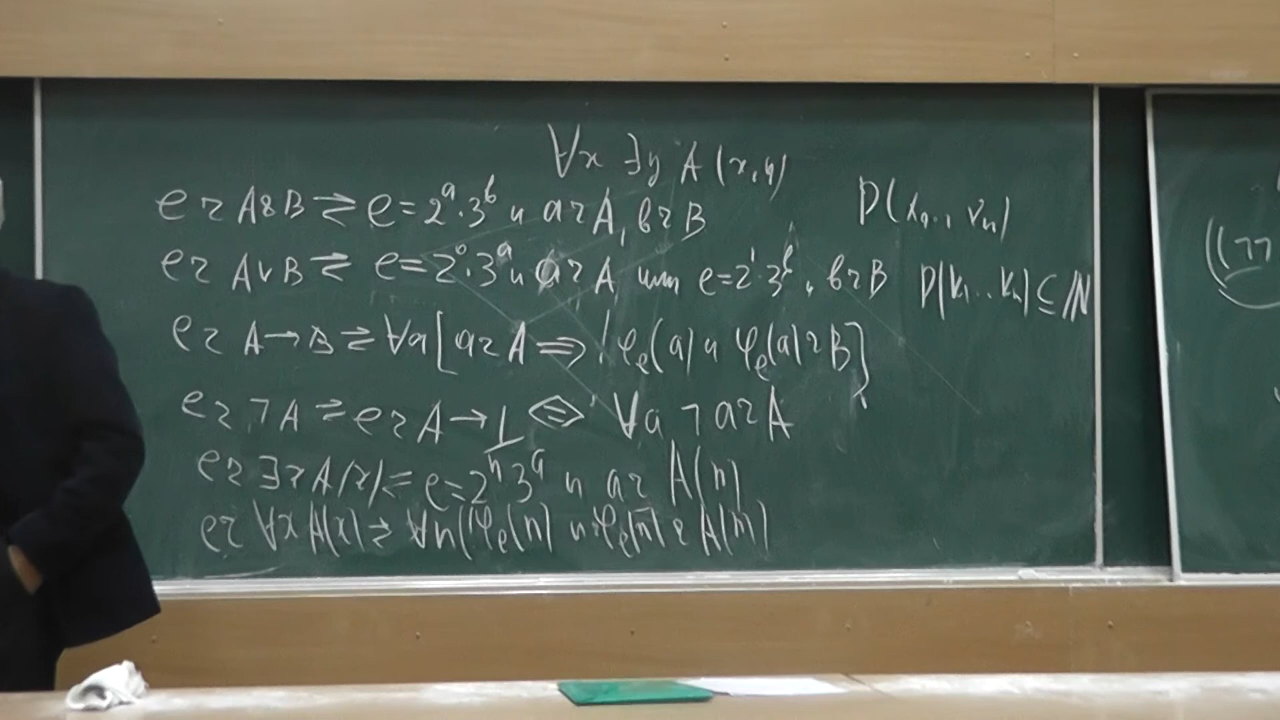 ∀x ∃y A(x,y)
e r A & B ⇌ e = 2^a · 3^b и a r A, b r B
P(x₁.., xₙ)
e r A ∨ B ⇌ e = 2^0 · 3^a и a r A или e = 2^1 · 3^b и b r B
P(k₁...kₙ) ⊆ ℕ
e r A → B ⇌ ∀a [a r A ⇒ !φₑ(a) и φₑ(a) r B]
e r ¬A ⇌ e r A → ⊥ ⇔ ∀a ¬ a r A
e r ∃x A(x) ⇌ e = 2^n 3^a и a r A(n)
e r ∀x A(x) ⇌ ∀n (!φₑ(n) и φₑ(n) r A(n))